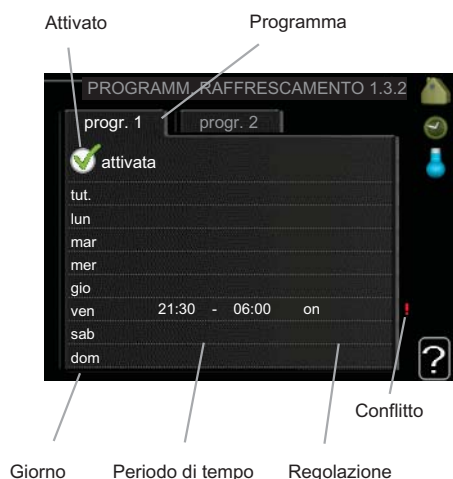 Attivato Programma
PROGRAMM. RAFFRESCAMENTO 1.3.2
progr. 1 progr. 2
attivata
tut.
lun
mar
mer
gio
ven 21:30 - 06:00 on !
sab
dom
?
Conflitto
Giorno Periodo di tempo Regolazione